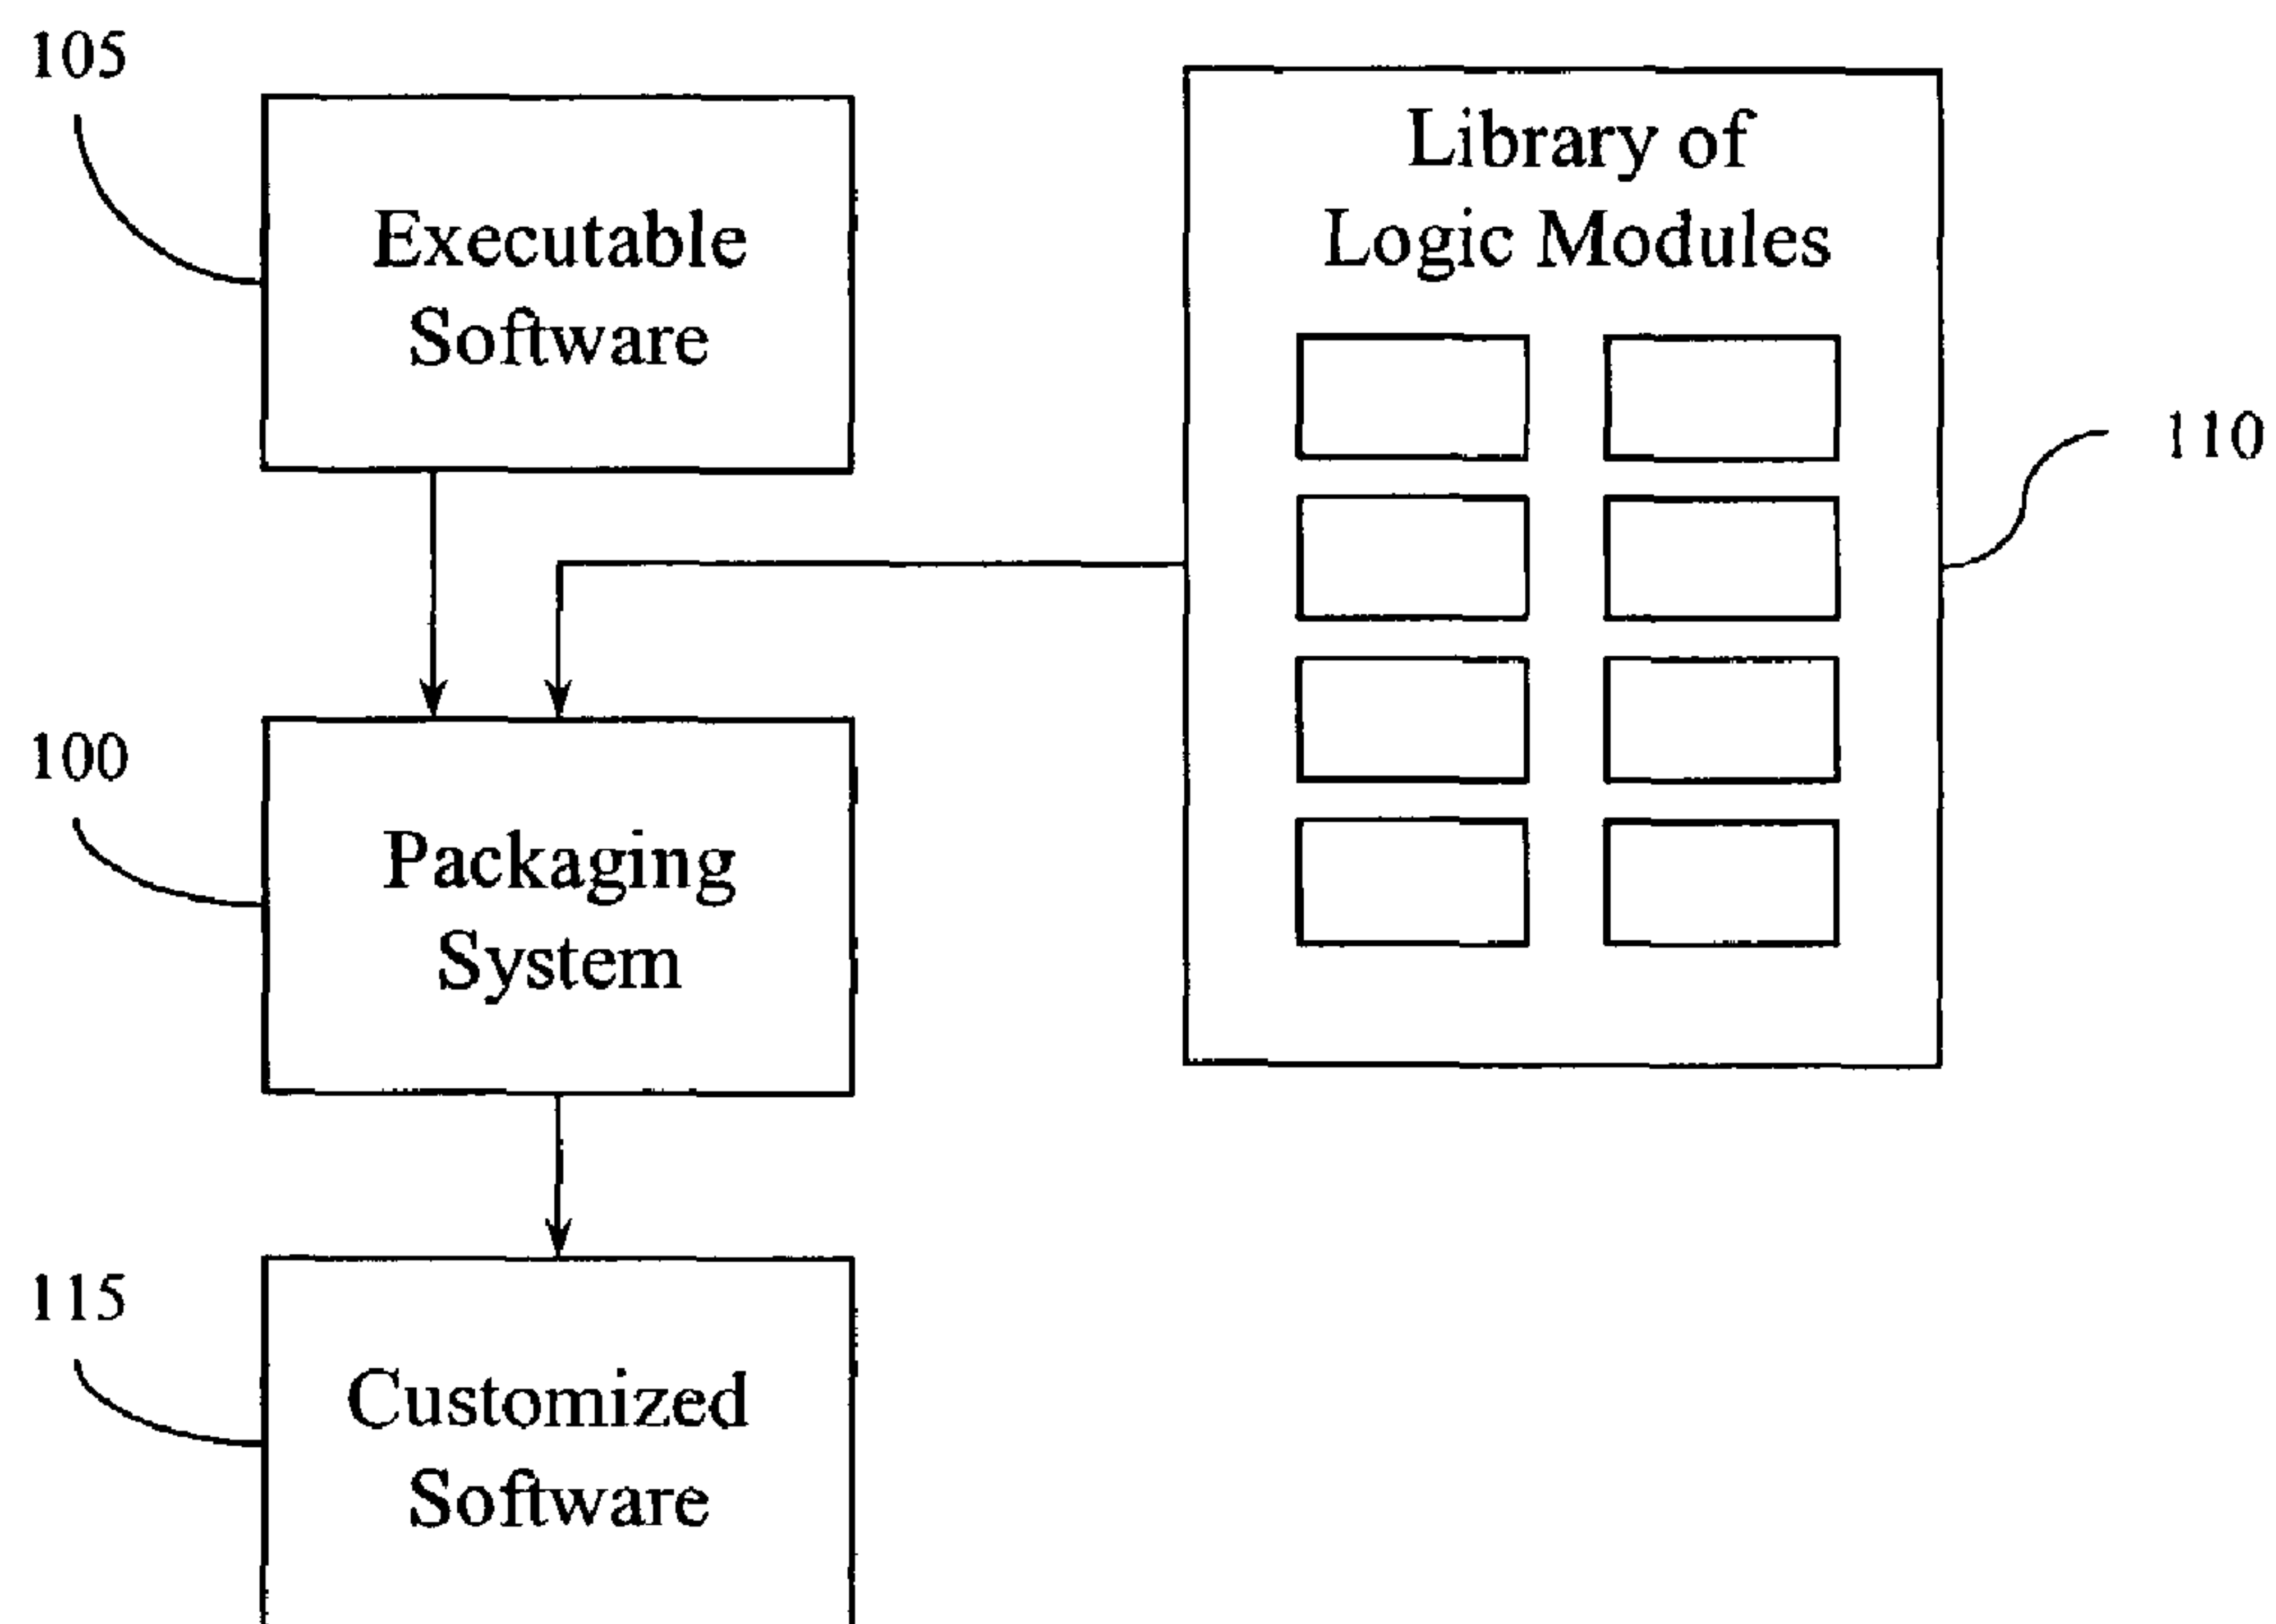 105
Executable
Software
Library of
Logic Modules
110
100
Packaging
System
115
Customized
Software